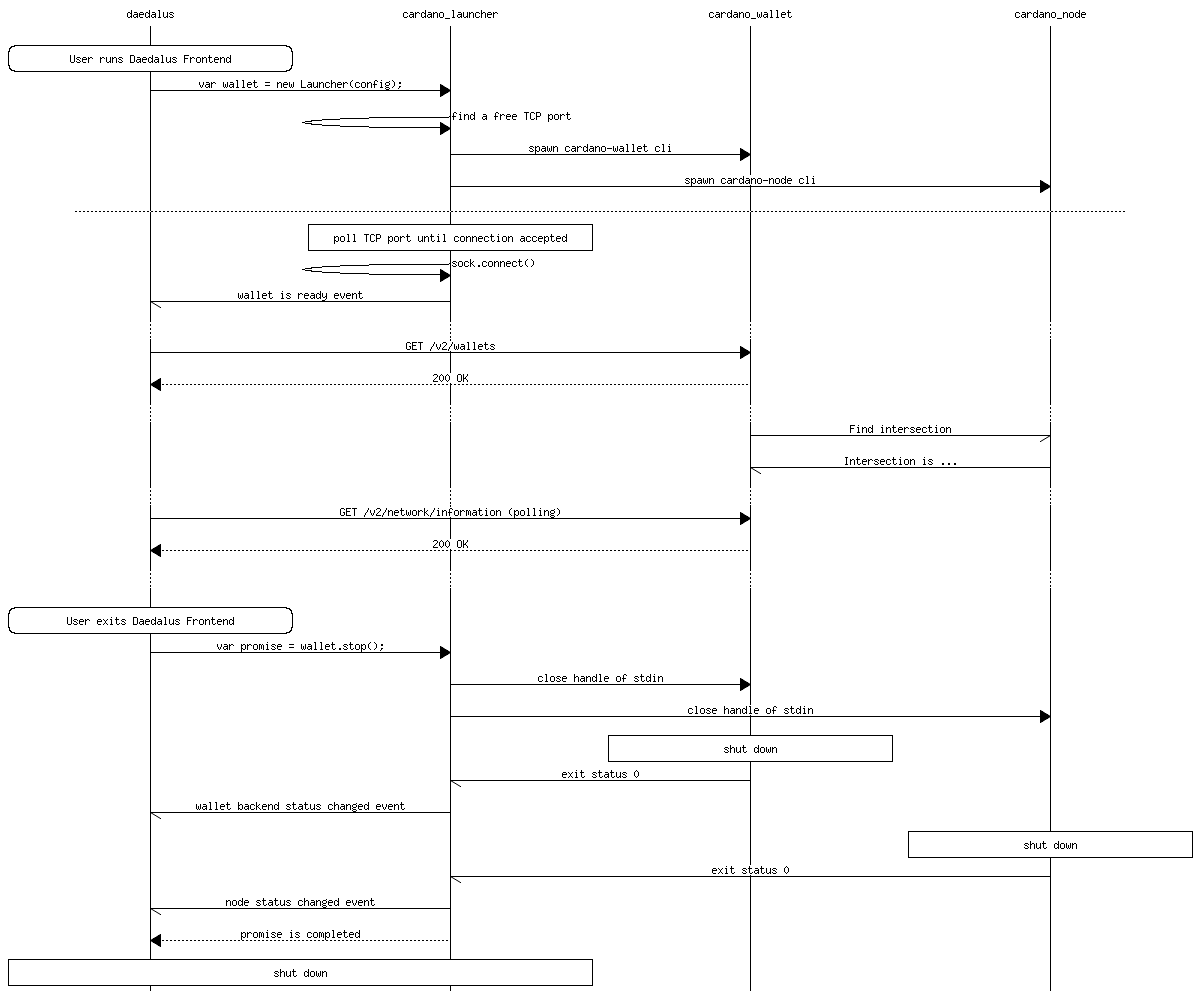 daedalus cardano_launcher cardano_wallet cardano_node
User runs Daedalus Frontend
var wallet = new Launcher(config);
find a free TCP port
spawn cardano-wallet cli
spawn cardano-node cli
poll TCP port until connection accepted
sock.connect()
wallet is ready event
GET /v2/wallets
200 OK
Find intersection
Intersection is ...
GET /v2/network/information (polling)
200 OK
User exits Daedalus Frontend
var promise = wallet.stop();
close handle of stdin
close handle of stdin
shut down
exit status 0
wallet backend status changed event
shut down
exit status 0
node status changed event
promise is completed
shut down